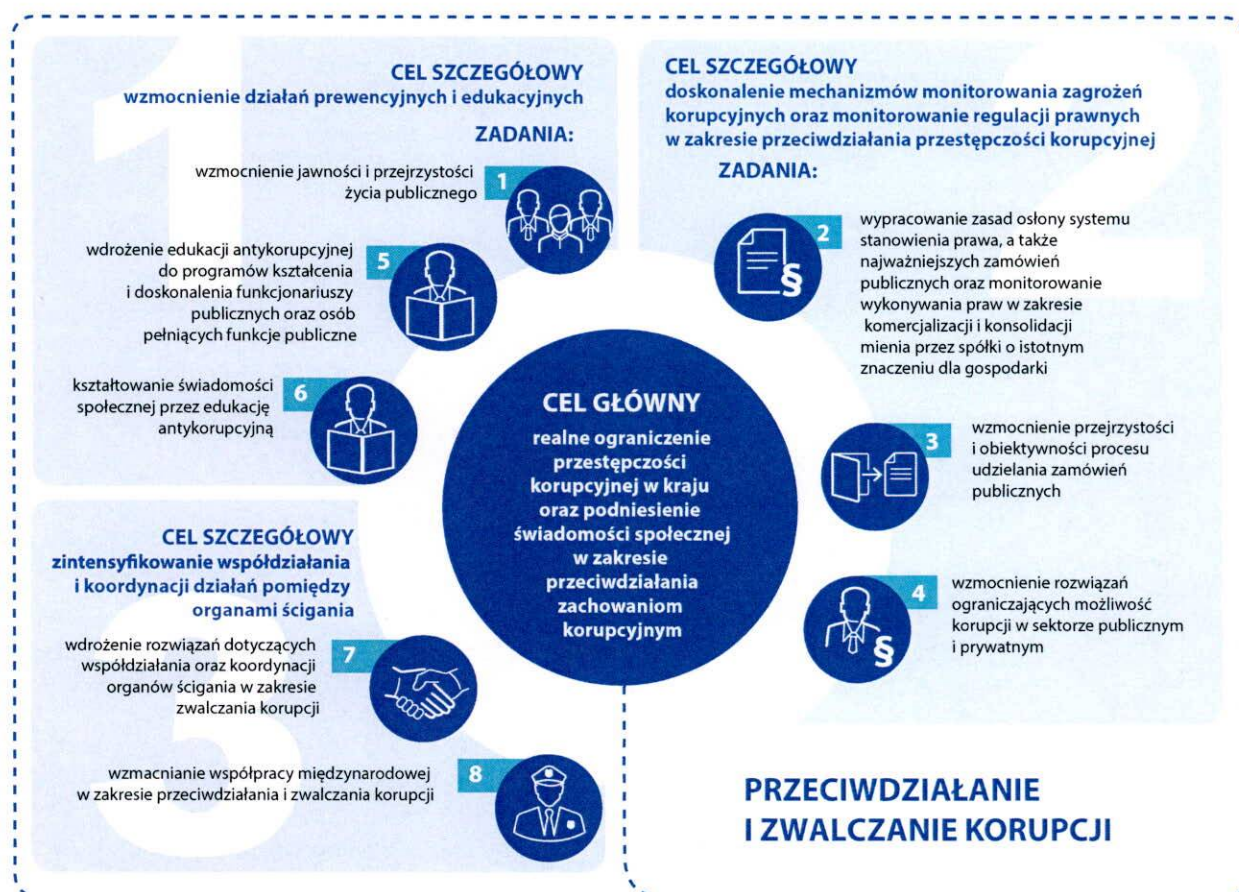 1
CEL SZCZEGÓŁOWY
wzmocnienie działań prewencyjnych i edukacyjnych
ZADANIA:
wzmocnienie jawności i przejrzystości
życia publicznego
1
wdrożenie edukacji antykorupcyjnej
do programów kształcenia
i doskonalenia funkcjonariuszy
publicznych oraz osób
pełniących funkcje publiczne
5
kształtowanie świadomości
społecznej przez edukację
antykorupcyjną
6
2
CEL SZCZEGÓŁOWY
doskonalenie mechanizmów monitorowania zagrożeń
korupcyjnych oraz monitorowanie regulacji prawnych
w zakresie przeciwdziałania przestępczości korupcyjnej
ZADANIA:
2
§
wypracowanie zasad osłony systemu
stanowienia prawa, a także
najważniejszych zamówień
publicznych oraz monitorowanie
wykonywania praw w zakresie
komercjalizacji i konsolidacji
mienia przez spółki o istotnym
znaczeniu dla gospodarki
3
wzmocnienie przejrzystości
i obiektywności procesu
udzielania zamówień
publicznych
4
§
wzmocnienie rozwiązań
ograniczających możliwość
korupcji w sektorze publicznym
i prywatnym
CEL GŁÓWNY
realne ograniczenie
przestępczości
korupcyjnej w kraju
oraz podniesienie
świadomości społecznej
w zakresie
przeciwdziałania
zachowaniom
korupcyjnym
3
CEL SZCZEGÓŁOWY
zintensyfikowanie współdziałania
i koordynacji działań pomiędzy
organami ścigania
wdrożenie rozwiązań dotyczących
współdziałania oraz koordynacji
organów ścigania w zakresie
zwalczania korupcji
7
wzmacnianie współpracy międzynarodowej
w zakresie przeciwdziałania i zwalczania korupcji
8
PRZECIWDZIAŁANIE
I ZWALCZANIE KORUPCJI